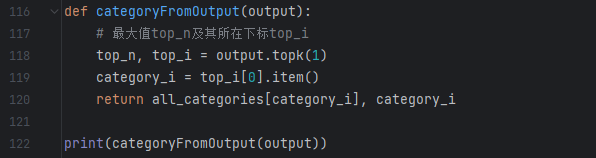 116 def categoryFromOutput(output):
117 # 最大值top_n及其所在下标top_i
118 top_n, top_i = output.topk(1)
119 category_i = top_i[0].item()
120 return all_categories[category_i], category_i
121
122 print(categoryFromOutput(output))